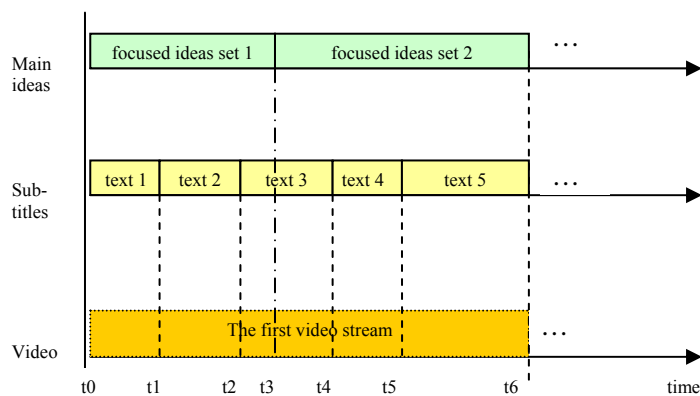 focused ideas set 1 focused ideas set 2 ...
Main
ideas
text 1 text 2 text 3 text 4 text 5 ...
Sub-
titles
The first video stream ...
Video
t0 t1 t2 t3 t4 t5 t6 time